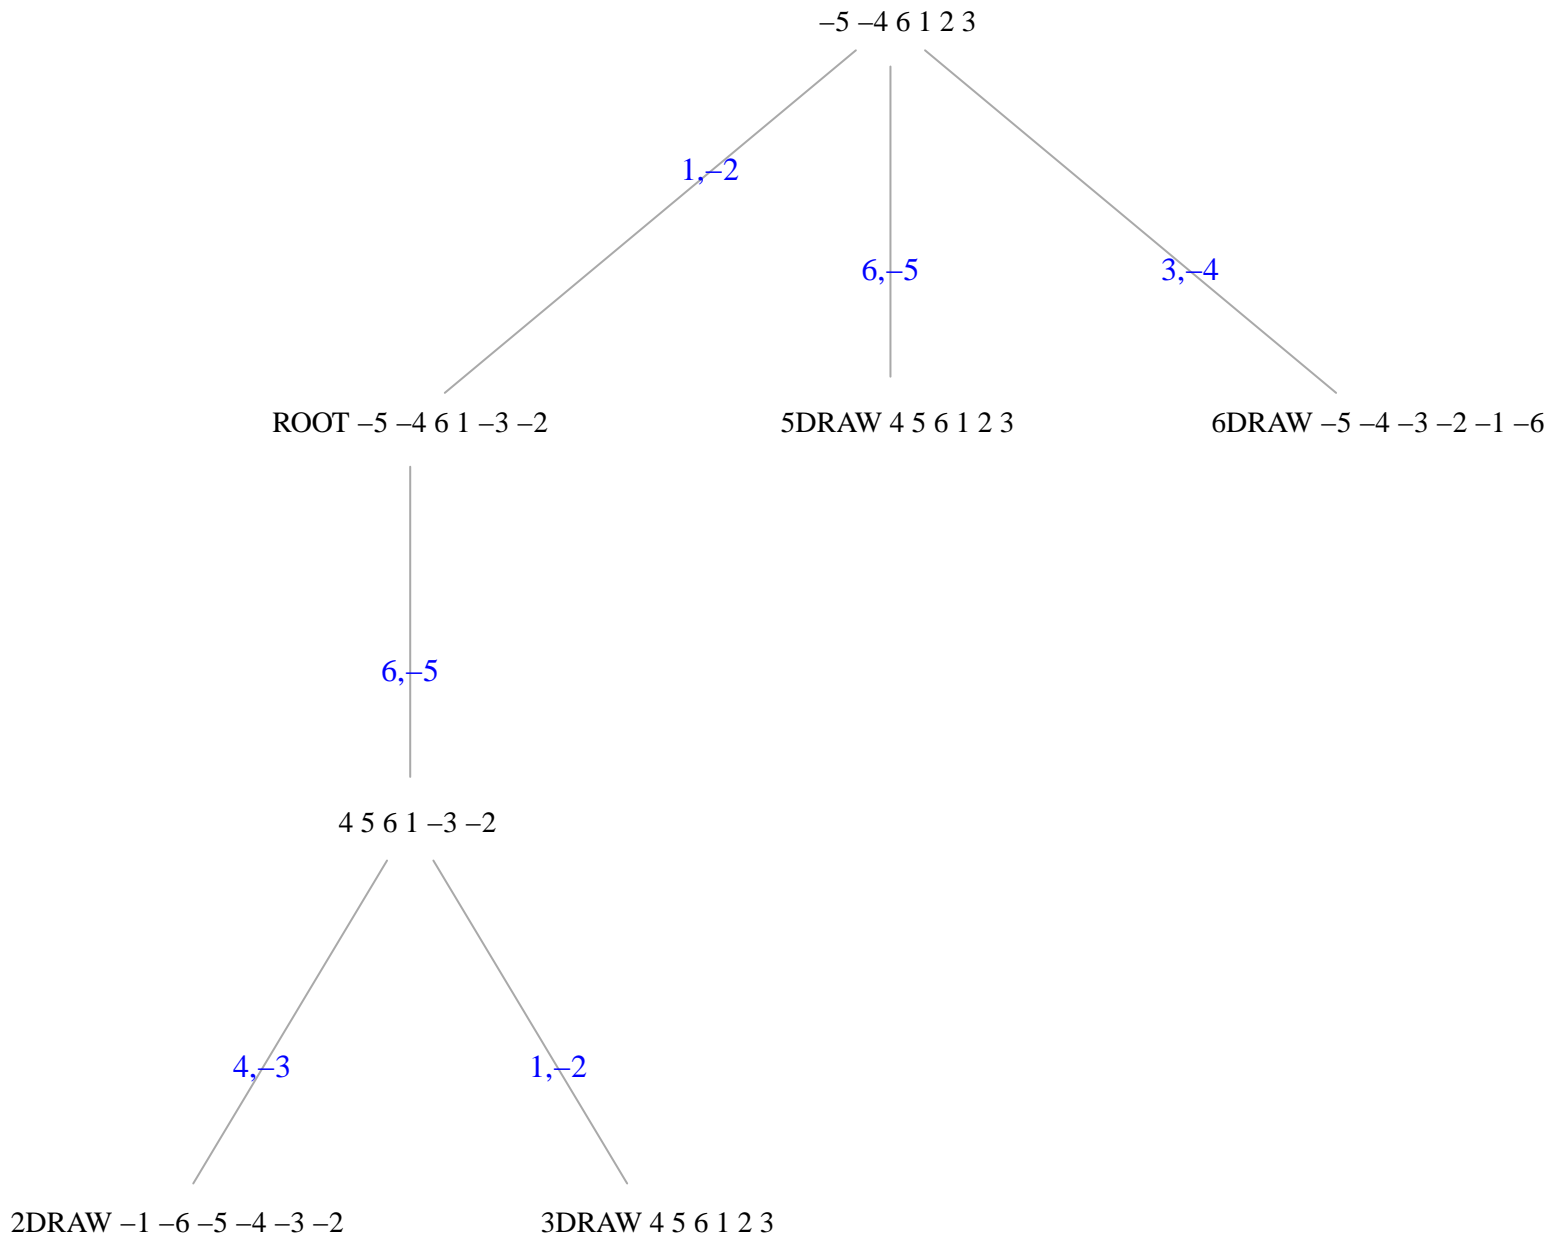 –5 –4 6 1 2 3
1,–2
6,–5
3,–4
ROOT –5 –4 6 1 –3 –2
5DRAW 4 5 6 1 2 3
6DRAW –5 –4 –3 –2 –1 –6
6,–5
4 5 6 1 –3 –2
4,–3
1,–2
2DRAW –1 –6 –5 –4 –3 –2
3DRAW 4 5 6 1 2 3